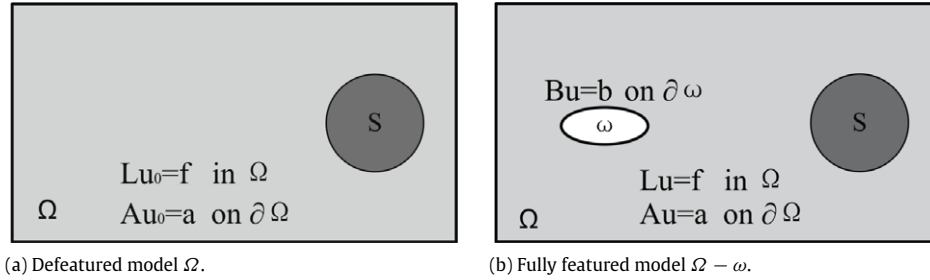 S
Lu₀=f in Ω
Ω Au₀=a on ∂Ω
(a) Defeatured model Ω.
Bu=b on ∂ω
ω
S
Lu=f in Ω
Ω Au=a on ∂Ω
(b) Fully featured model Ω − ω.